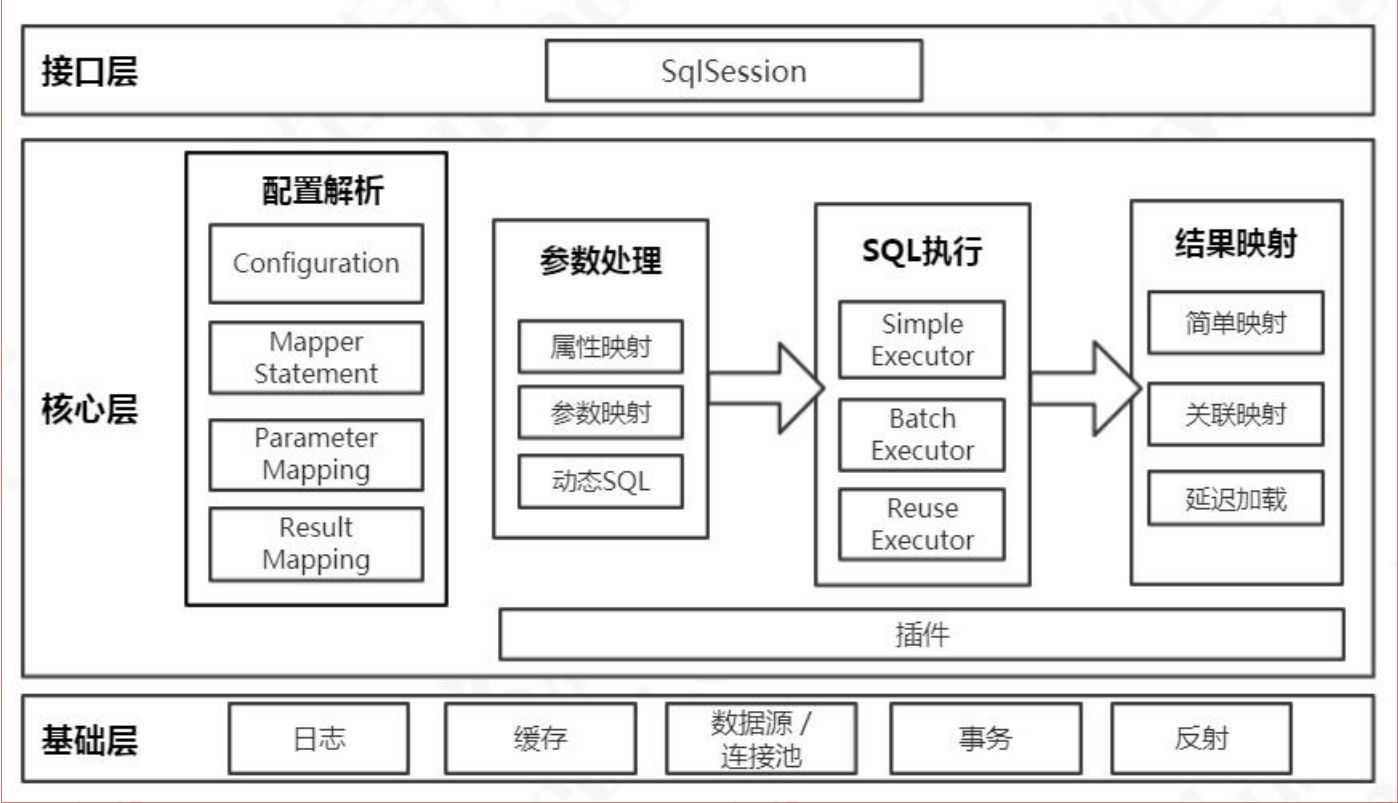 接口层
SqlSession
核心层
配置解析
Configuration
Mapper
Statement
Parameter
Mapping
Result
Mapping
参数处理
属性映射
参数映射
动态SQL
SQL执行
Simple
Executor
Batch
Executor
Reuse
Executor
结果映射
简单映射
关联映射
延迟加载
插件
基础层
日志
缓存
数据源 /
连接池
事务
反射